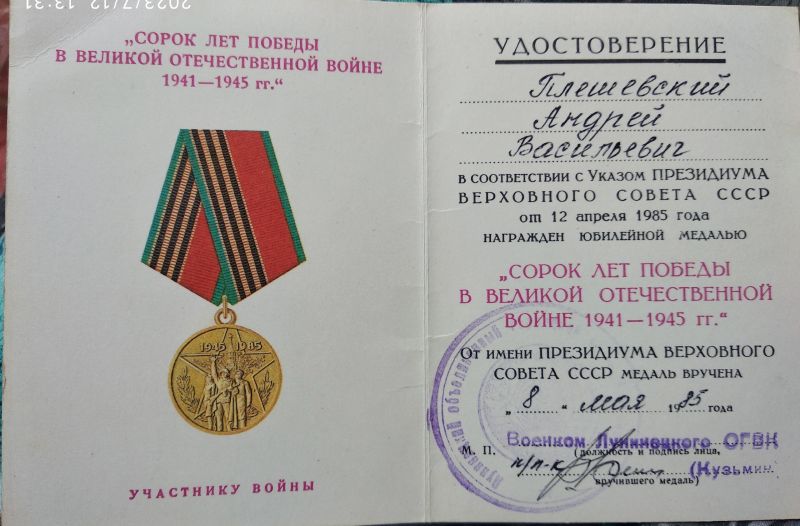 2023/7/12 13:31
„СОРОК ЛЕТ ПОБЕДЫ
В ВЕЛИКОЙ ОТЕЧЕСТВЕННОЙ ВОЙНЕ
1941—1945 гг.“
1945 1985
УЧАСТНИКУ ВОЙНЫ
УДОСТОВЕРЕНИЕ
Плешевский
Андрей
Васильевич
В СООТВЕТСТВИИ С УКАЗОМ ПРЕЗИДИУМА
ВЕРХОВНОГО СОВЕТА СССР
от 12 апреля 1985 года
НАГРАЖДЕН ЮБИЛЕЙНОЙ МЕДАЛЬЮ
„СОРОК ЛЕТ ПОБЕДЫ
В ВЕЛИКОЙ ОТЕЧЕСТВЕННОЙ
ВОЙНЕ 1941—1945 гг.“
ОТ ИМЕНИ ПРЕЗИДИУМА ВЕРХОВНОГО
СОВЕТА СССР МЕДАЛЬ ВРУЧЕНА
„8“ мая 1985 года
Военком Лунинецкого ОГВК
М. П. (должность и подпись лица,
п/п-к (Кузьмин
вручившего медаль)
объединенный